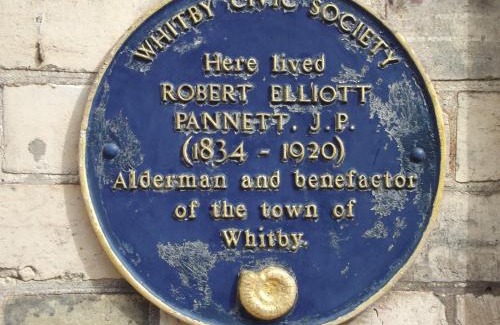 WHITBY CIVIC SOCIETY
Here lived
ROBERT ELLIOTT
PANNETT, J.P.
(1834 - 1920)
Alderman and benefactor
of the town of
Whitby.